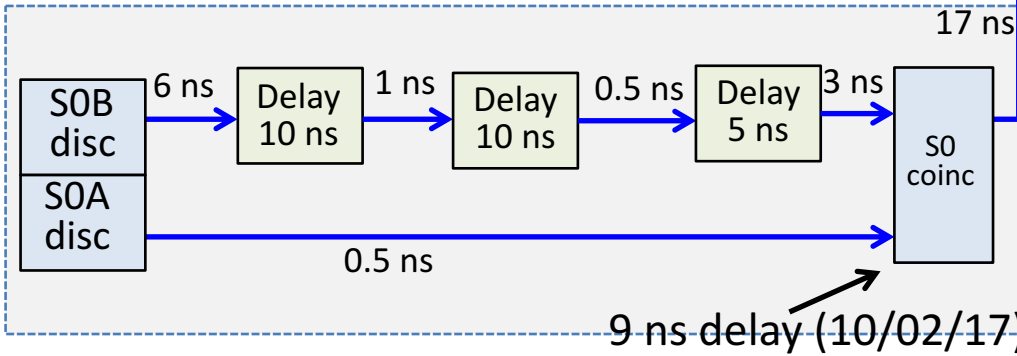 17 ns
6 ns
1 ns
0.5 ns
3 ns
S0B
disc
Delay
10 ns
Delay
10 ns
Delay
5 ns
S0
coinc
S0A
disc
0.5 ns
9 ns delay (10/02/17)